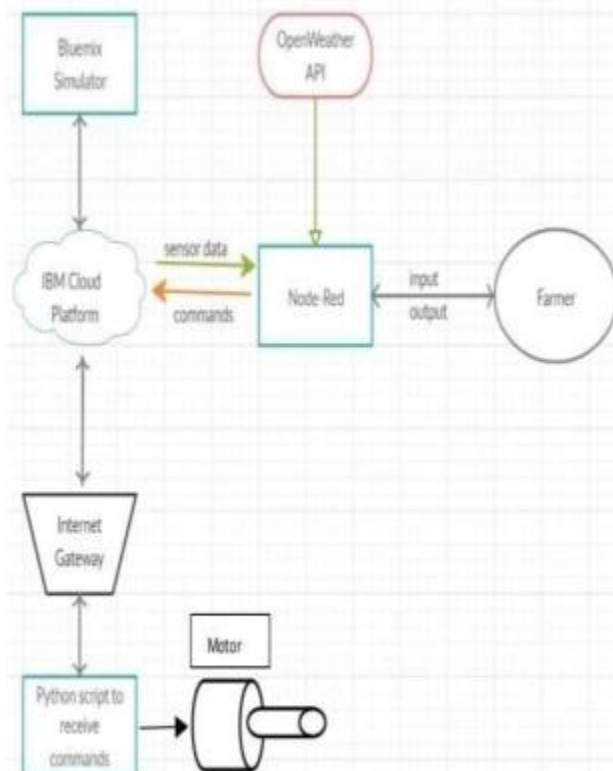 Bluemix
Simulator
OpenWeather
API
sensor data
IBM Cloud
Platform
commands
Node-Red
input
output
Farmer
Internet
Gateway
Motor
Python script to
receive
commands